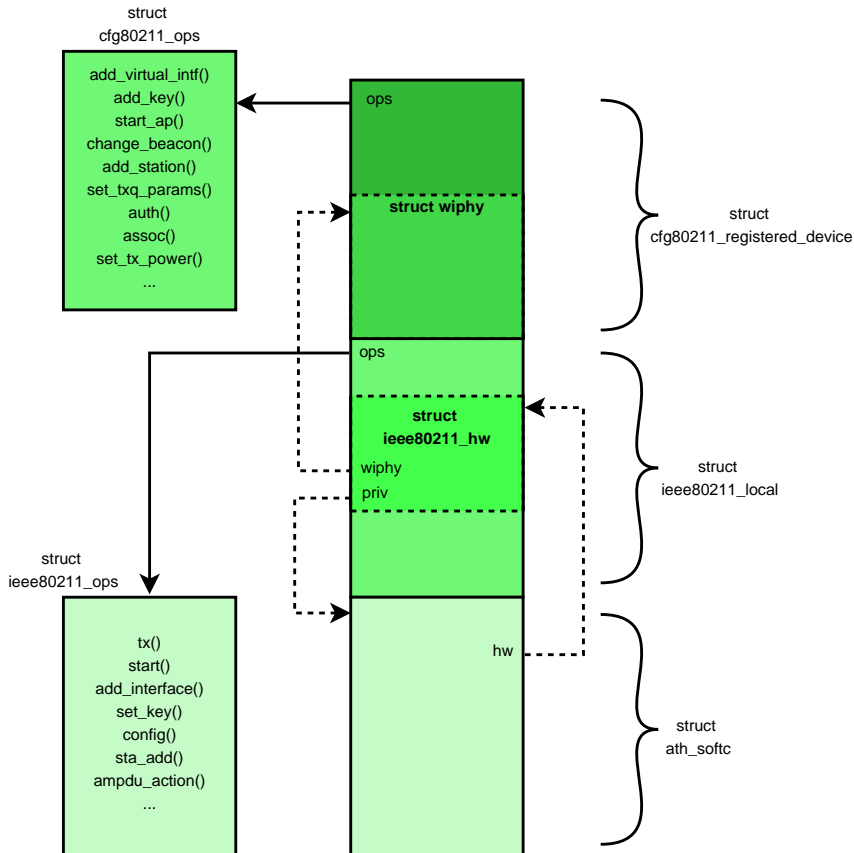 struct
cfg80211_ops
add_virtual_intf()
add_key()
start_ap()
change_beacon()
add_station()
set_txq_params()
auth()
assoc()
set_tx_power()
...
ops
struct wiphy
struct
cfg80211_registered_device
ops
struct
ieee80211_hw
wiphy
priv
struct
ieee80211_local
struct
ieee80211_ops
tx()
start()
add_interface()
set_key()
config()
sta_add()
ampdu_action()
...
hw
struct
ath_softc